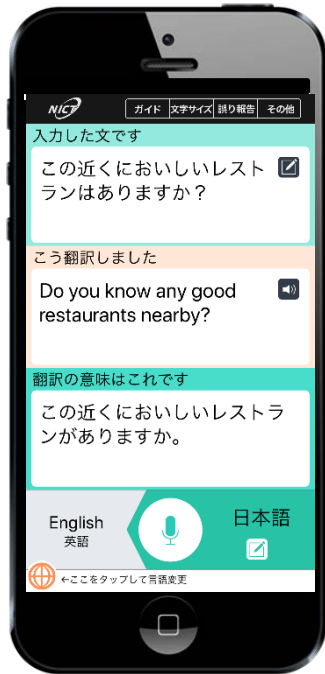 NICT
ガイド 文字サイズ 誤り報告 その他
入力した文です
この近くにおいしいレスト
ランはありますか？
こう翻訳しました
Do you know any good
restaurants nearby?
翻訳の意味はこれです
この近くにおいしいレストラ
ンがありますか。
English
英語
日本語
←ここをタップして言語変更